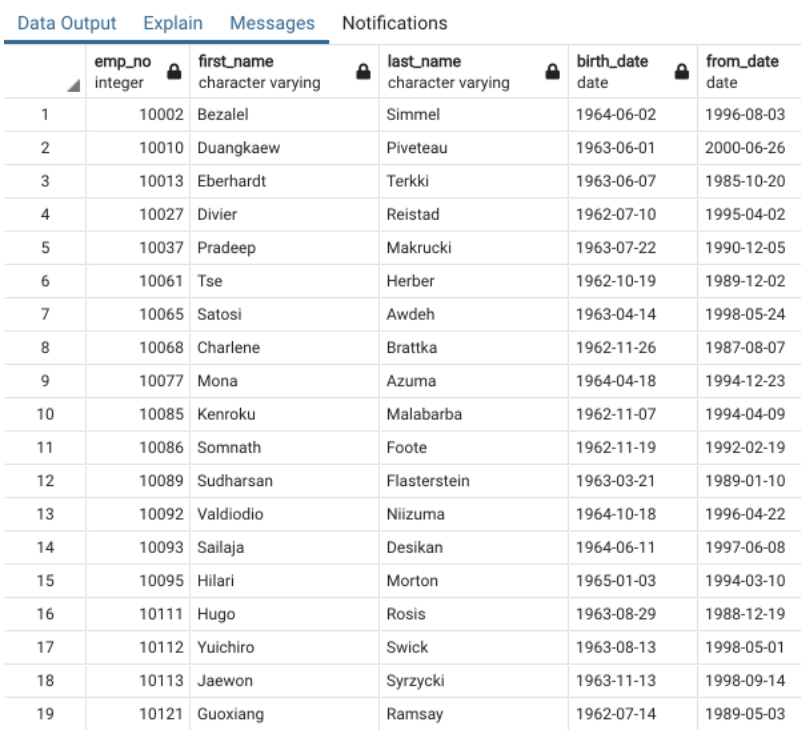 Data Output Explain Messages Notifications
emp_no first_name last_name birth_date from_date
integer character varying character varying date date
1 10002 Bezalel Simmel 1964-06-02 1996-08-03
2 10010 Duangkaew Piveteau 1963-06-01 2000-06-26
3 10013 Eberhardt Terkki 1963-06-07 1985-10-20
4 10027 Divier Reistad 1962-07-10 1995-04-02
5 10037 Pradeep Makrucki 1963-07-22 1990-12-05
6 10061 Tse Herber 1962-10-19 1989-12-02
7 10065 Satosi Awdeh 1963-04-14 1998-05-24
8 10068 Charlene Brattka 1962-11-26 1987-08-07
9 10077 Mona Azuma 1964-04-18 1994-12-23
10 10085 Kenroku Malabarba 1962-11-07 1994-04-09
11 10086 Somnath Foote 1962-11-19 1992-02-19
12 10089 Sudharsan Flasterstein 1963-03-21 1989-01-10
13 10092 Valdiodio Niizuma 1964-10-18 1996-04-22
14 10093 Sailaja Desikan 1964-06-11 1997-06-08
15 10095 Hilari Morton 1965-01-03 1994-03-10
16 10111 Hugo Rosis 1963-08-29 1988-12-19
17 10112 Yuichiro Swick 1963-08-13 1998-05-01
18 10113 Jaewon Syrzycki 1963-11-13 1998-09-14
19 10121 Guoxiang Ramsay 1962-07-14 1989-05-03